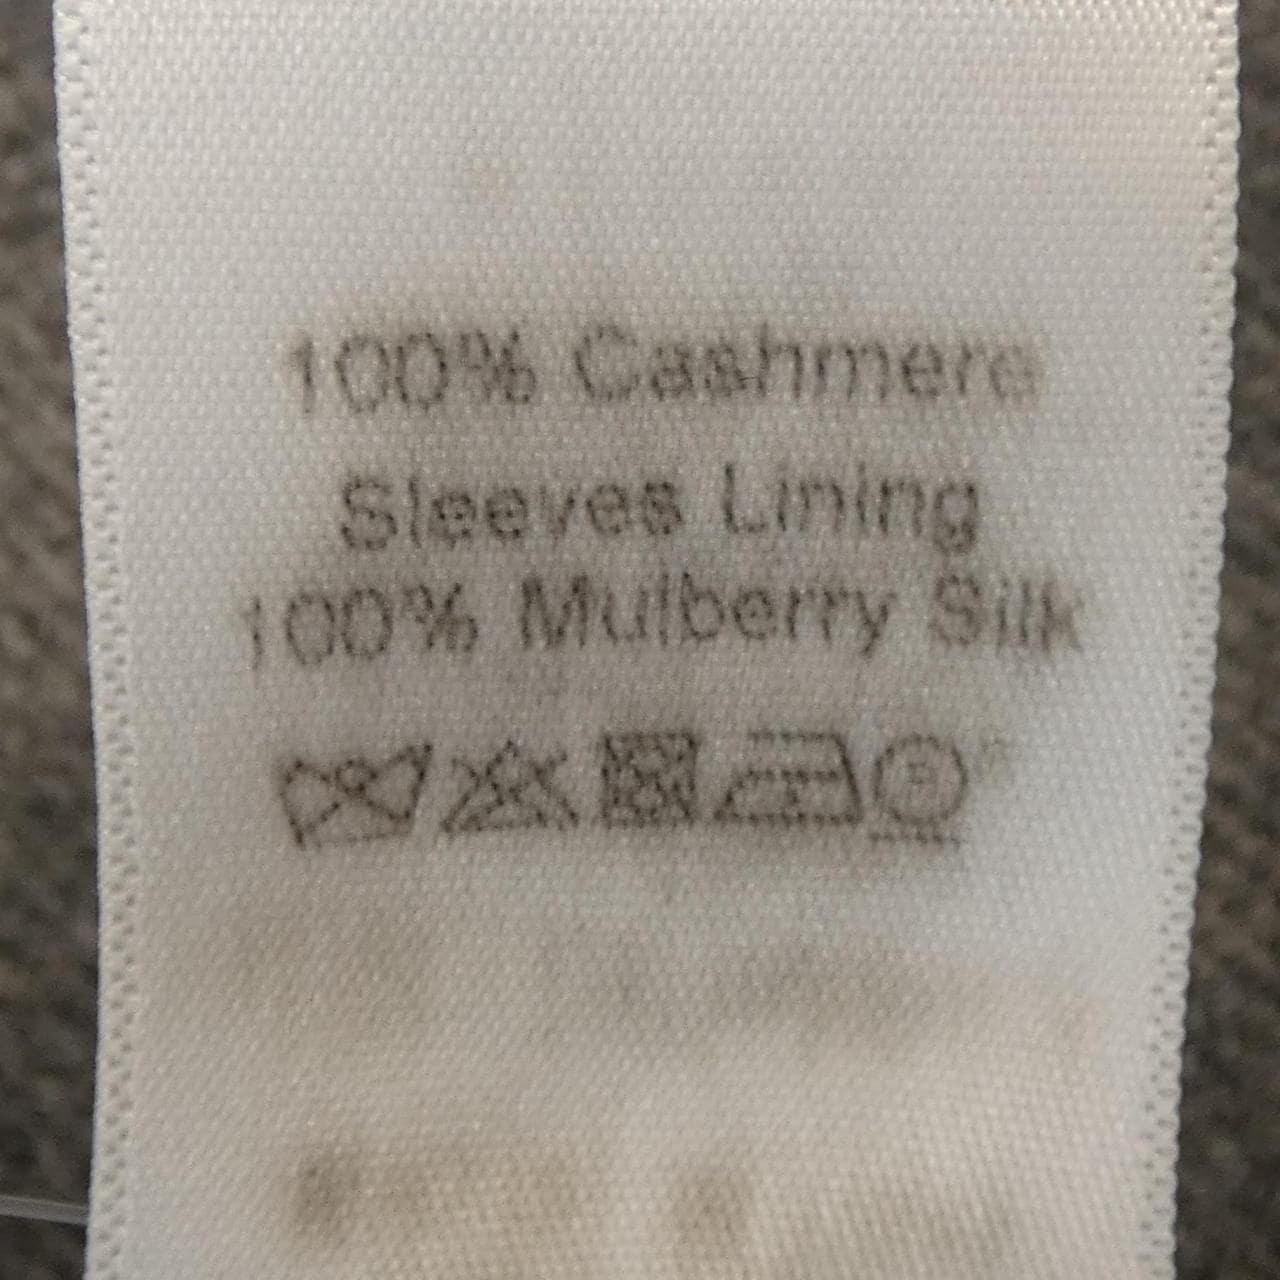 100% Cashmere
Sleeves Lining
100% Mulberry Silk